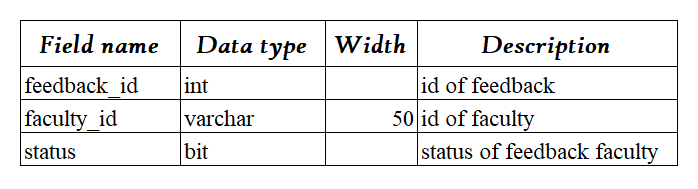 Field name Data type Width Description
feedback_id int id of feedback
faculty_id varchar 50 id of faculty
status bit status of feedback faculty